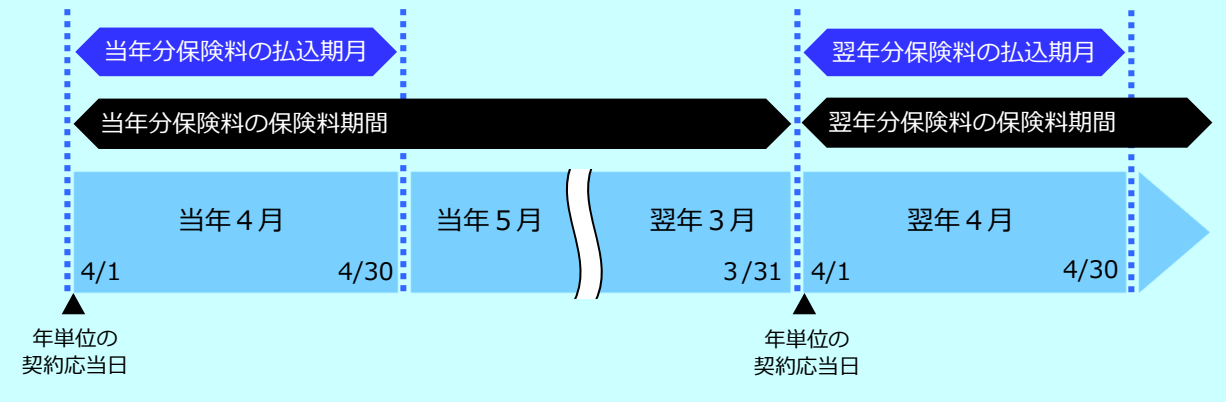 当年分保険料の払込期月
翌年分保険料の払込期月
当年分保険料の保険料期間
翌年分保険料の保険料期間
当年４月
当年５月
翌年３月
翌年４月
4/1
4/30
3/31
4/1
4/30
年単位の
契約応当日
年単位の
契約応当日